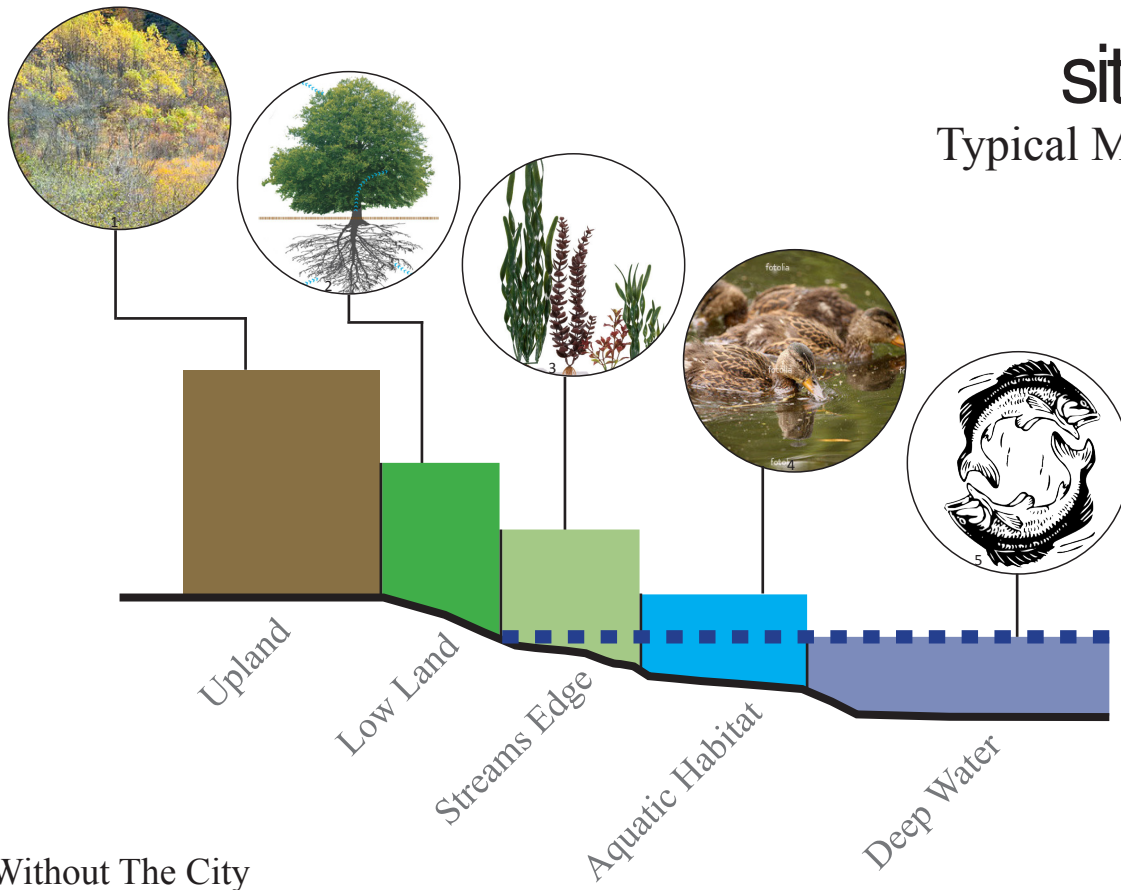 sit
Typical M
1
2
3
fotolia
fotolia
fotolia
4
5
Upland
Low Land
Streams Edge
Aquatic Habitat
Deep Water
Without The City